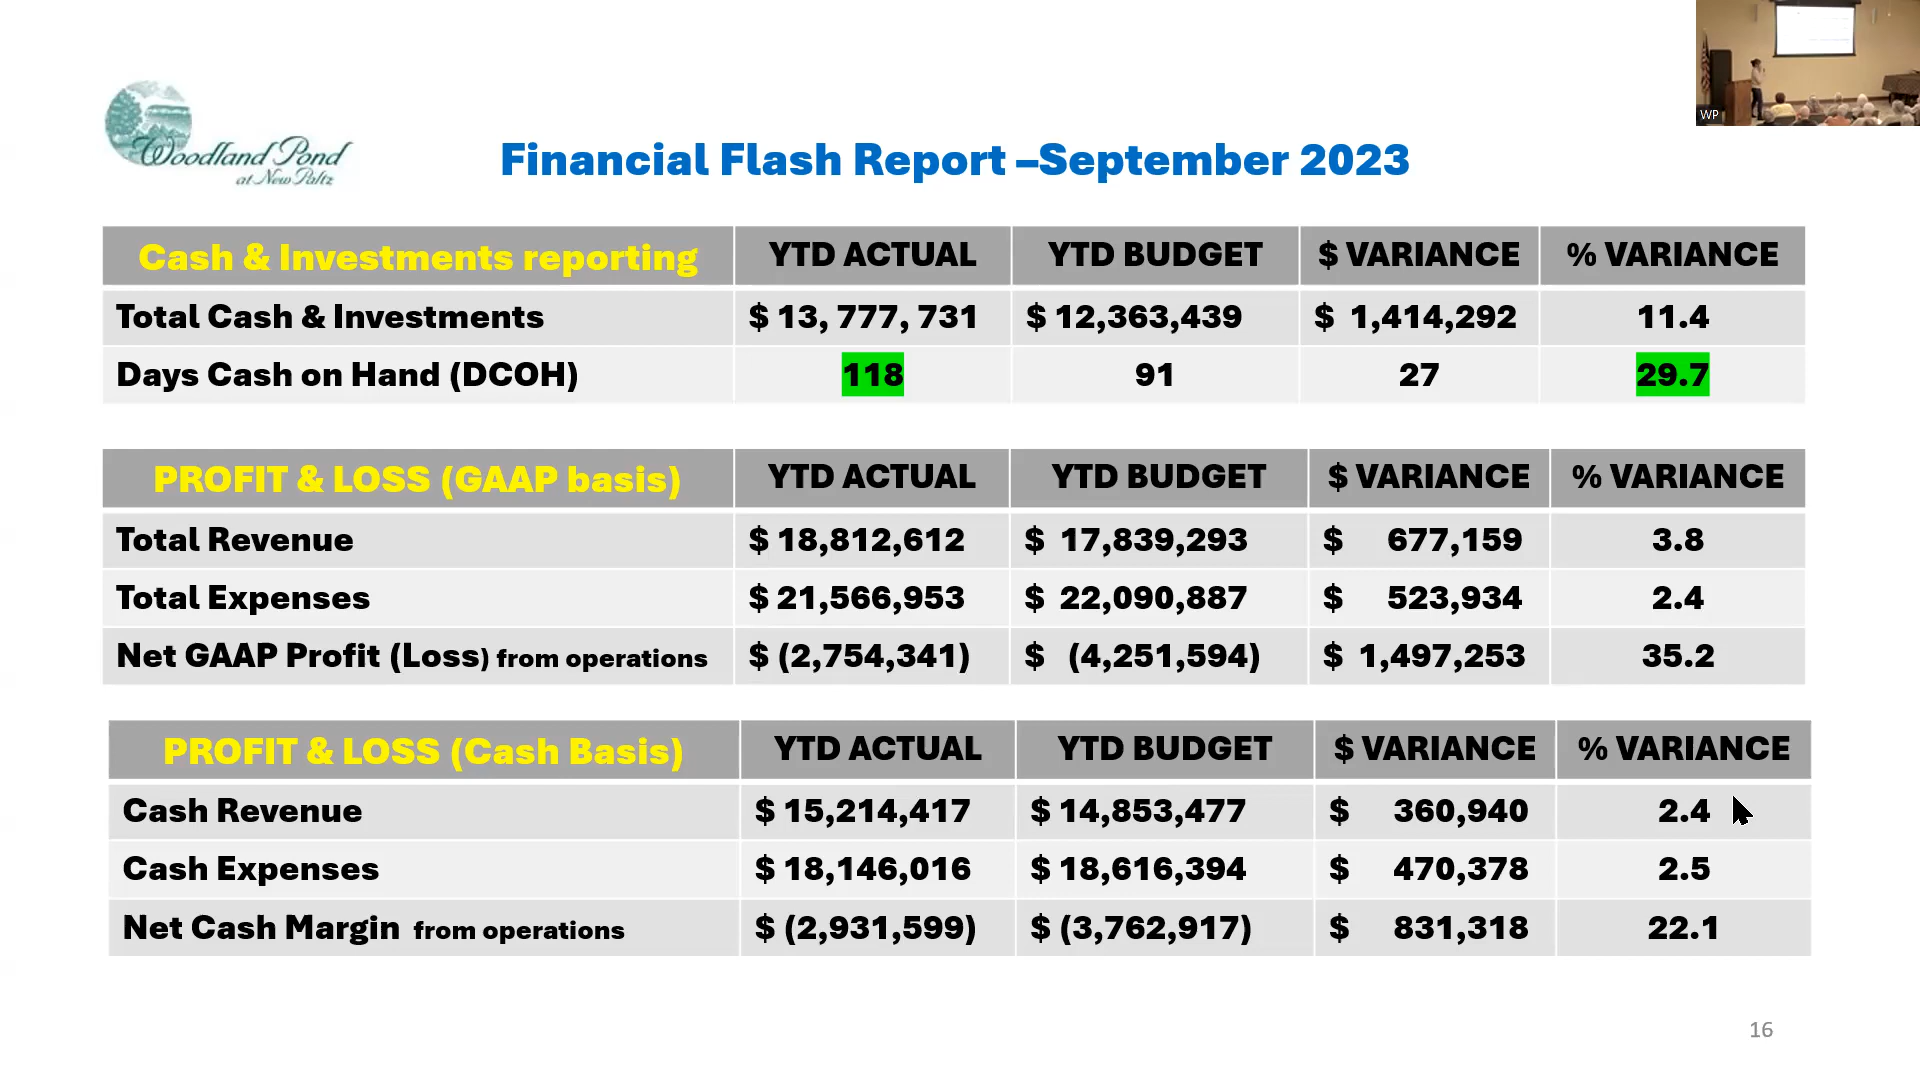 WP
Woodland Pond
at New Paltz
Financial Flash Report –September 2023
Cash & Investments reporting YTD ACTUAL YTD BUDGET $ VARIANCE % VARIANCE
Total Cash & Investments $ 13, 777, 731 $ 12,363,439 $ 1,414,292 11.4
Days Cash on Hand (DCOH) 118 91 27 29.7
PROFIT & LOSS (GAAP basis) YTD ACTUAL YTD BUDGET $ VARIANCE % VARIANCE
Total Revenue $ 18,812,612 $ 17,839,293 $ 677,159 3.8
Total Expenses $ 21,566,953 $ 22,090,887 $ 523,934 2.4
Net GAAP Profit (Loss) from operations $ (2,754,341) $ (4,251,594) $ 1,497,253 35.2
PROFIT & LOSS (Cash Basis) YTD ACTUAL YTD BUDGET $ VARIANCE % VARIANCE
Cash Revenue $ 15,214,417 $ 14,853,477 $ 360,940 2.4
Cash Expenses $ 18,146,016 $ 18,616,394 $ 470,378 2.5
Net Cash Margin from operations $ (2,931,599) $ (3,762,917) $ 831,318 22.1
16